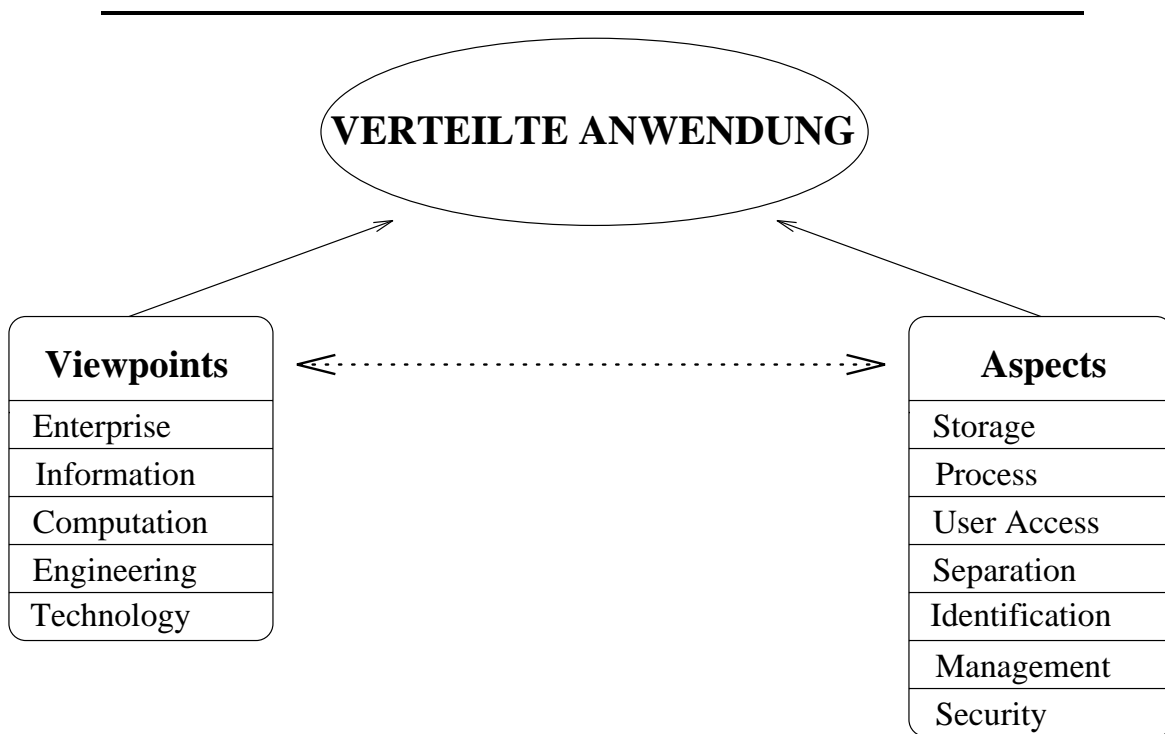 VERTEILTE ANWENDUNG
Viewpoints
Enterprise
Information
Computation
Engineering
Technology
Aspects
Storage
Process
User Access
Separation
Identification
Management
Security